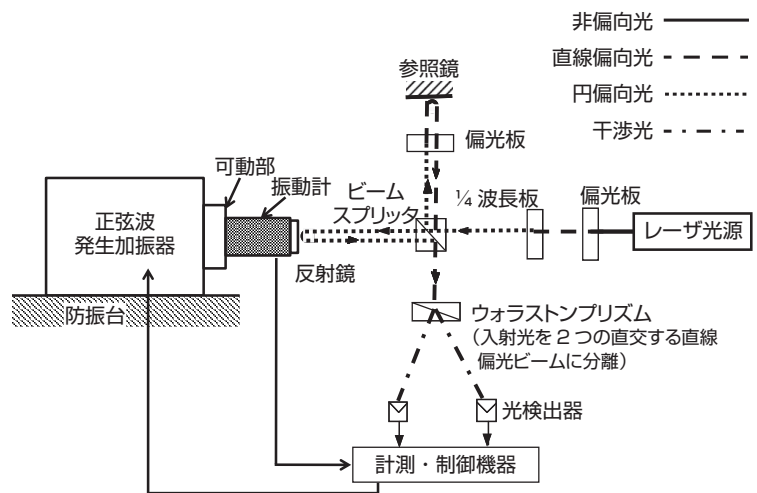 非偏向光
直線偏向光
円偏向光
干渉光
参照鏡
偏光板
可動部
振動計
ビーム
スプリッタ
¼ 波長板
偏光板
正弦波
発生加振器
レーザ光源
反射鏡
防振台
ウォラストンプリズム
(入射光を 2 つの直交する直線
偏光ビームに分離)
光検出器
計測・制御機器